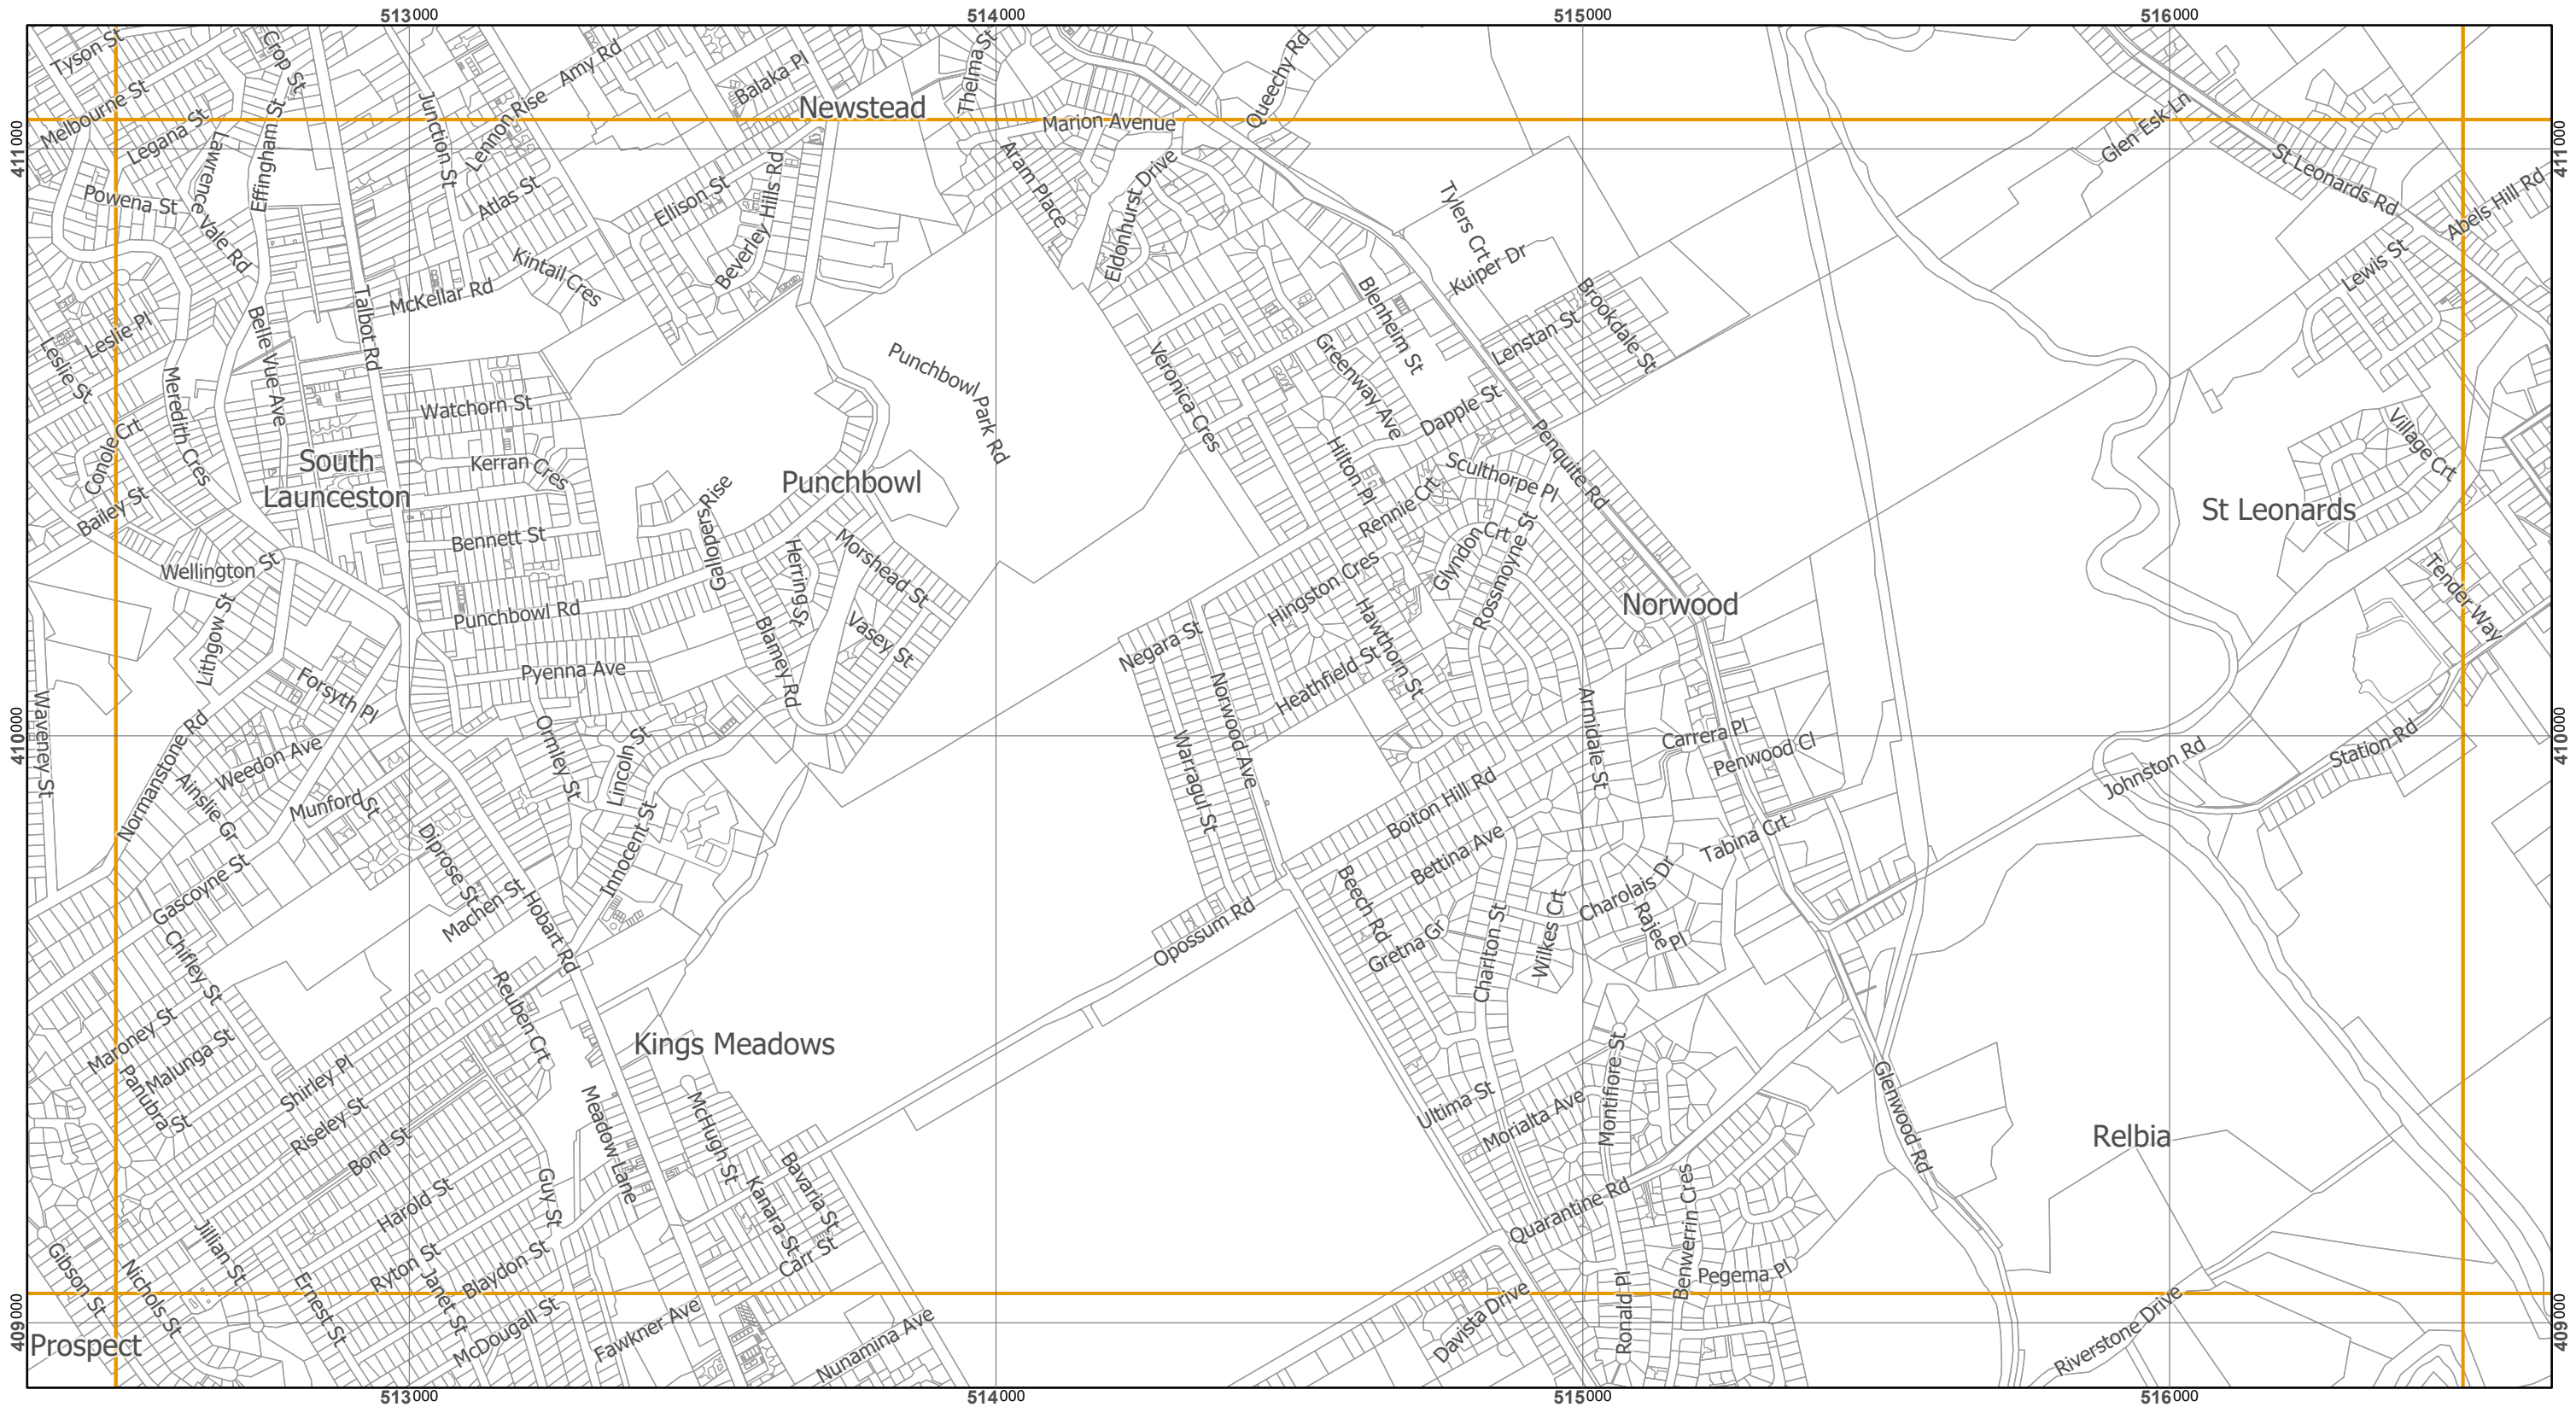 513000
514000
515000
516000
Tyson St
Crop St
Amy Rd
Thelma St
Queechy Rd
Melbourne St
Junction St
Lennon Rise
Balaka Pl
Newstead
Marion Avenue
Glen Esk Ln
411000
411000
Legana St
Lawrence Vale Rd
Effingham St
Aram Place
St Leonards Rd
Abels Hill Rd
Powena St
Atlas St
Ellison St
Beverley Hills Rd
Eldonhurst Drive
Tylers Crt
Kuiper Dr
Lewis St
McKellar Rd
Kintail Cres
Blenheim St
Brookdale St
Leslie Pl
Leslie St
Belle Vue Ave
Talbot Rd
Lenstan St
Veronica Cres
Greenway Ave
Punchbowl Park Rd
Meredith Cres
Watchorn St
Dapple St
Penquite Rd
Village Crt
Conole Crt
South
Launceston
Kerran Cres
Punchbowl
Hilton Pl
Sculthorpe Pl
Bailey St
Gallopers Rise
Rennie Crt
St Leonards
Bennett St
Morshead St
Glyndon Crt
Rossmoyne St
Wellington St
Herring St
Hingston Cres
Tender Way
Lithgow St
Punchbowl Rd
Norwood
Vasey St
Negara St
Hawthorn St
Blamey Rd
Pyenna Ave
Heathfield St
Forsyth Pl
Norwood Ave
Armidale St
Waveney St
Normanstone Rd
Ormley St
Lincoln St
Warragul St
Carrera Pl
Penwood Cl
410000
410000
Weedon Ave
Ainslie Gr
Munford St
Boiton Hill Rd
Johnston Rd
Station Rd
Innocent St
Diprose St
Bettina Ave
Tabina Crt
Gascoyne St
Machen St
Hobart Rd
Beech Rd
Charolais Dr
Rajee Pl
Opossum Rd
Gretna Gr
Charlton St
Wilkes Crt
Chifley St
Reuben Crt
Maroney St
Malunga St
Panubra St
Kings Meadows
Shirley Pl
Riseley St
Montifiore St
Glenwood Rd
Meadow Lane
McHugh St
Ultima St
Morialta Ave
Relbia
Bond St
Harold St
Guy St
Bavaria St
Kanara St
Carr St
Quarantine Rd
Benwerrin Cres
Gibson St
Nichols St
Jillian St
Ernest St
Ryton St
Janet St
Blaydon St
Pegema Pl
409000
409000
McDougall St
Fawkner Ave
Nunamina Ave
Davista Drive
Ronald Pl
Riverstone Drive
Prospect
513000
514000
515000
516000